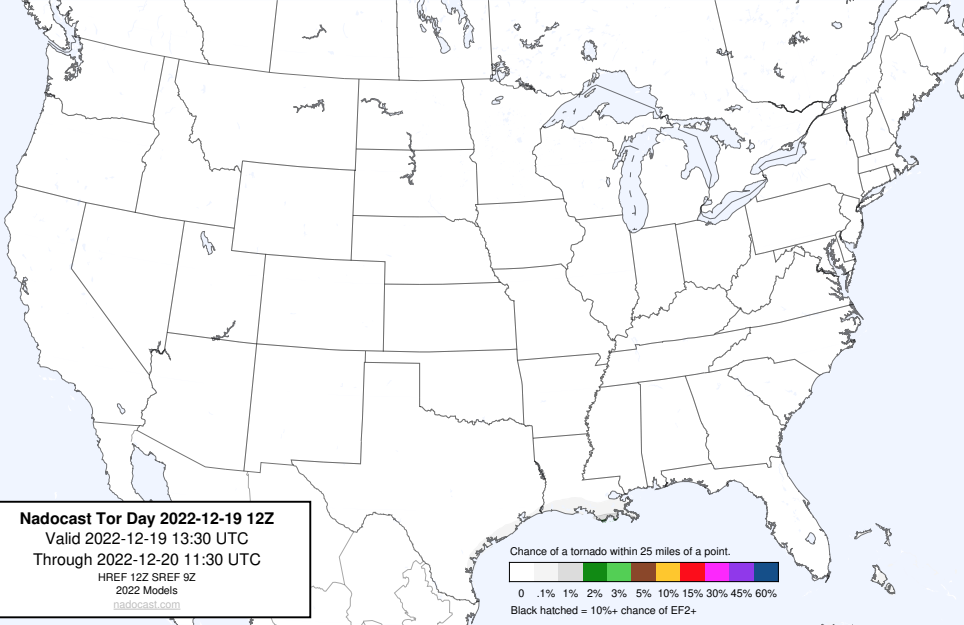 Nadocast Tor Day 2022-12-19 12Z
Valid 2022-12-19 13:30 UTC
Through 2022-12-20 11:30 UTC
HREF 12Z SREF 9Z
2022 Models
nadocast.com
Chance of a tornado within 25 miles of a point.
0 .1% 1% 2% 3% 5% 10% 15% 30% 45% 60%
Black hatched = 10%+ chance of EF2+